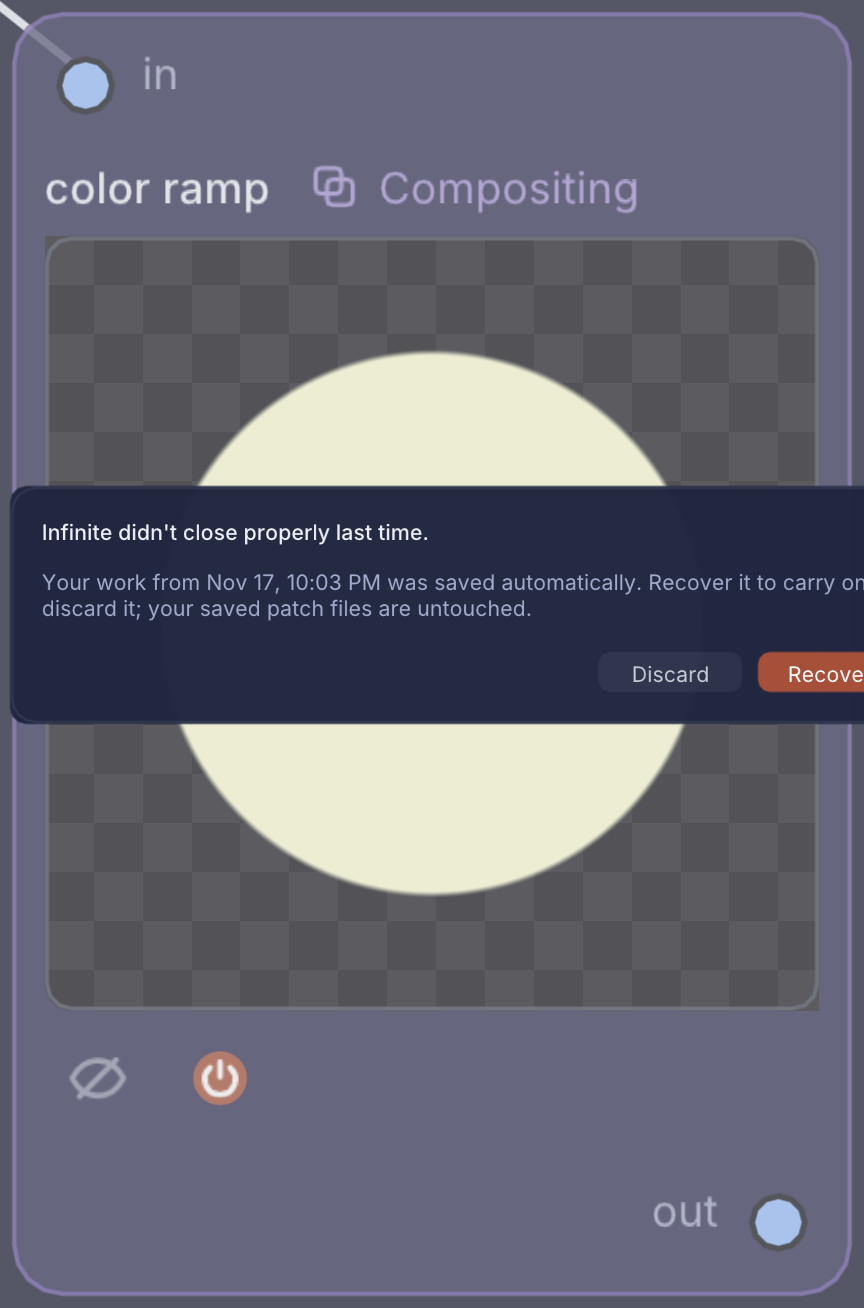 in
color ramp Compositing
Infinite didn't close properly last time.
Your work from Nov 17, 10:03 PM was saved automatically. Recover it to carry on
discard it; your saved patch files are untouched.
Discard Recove
out